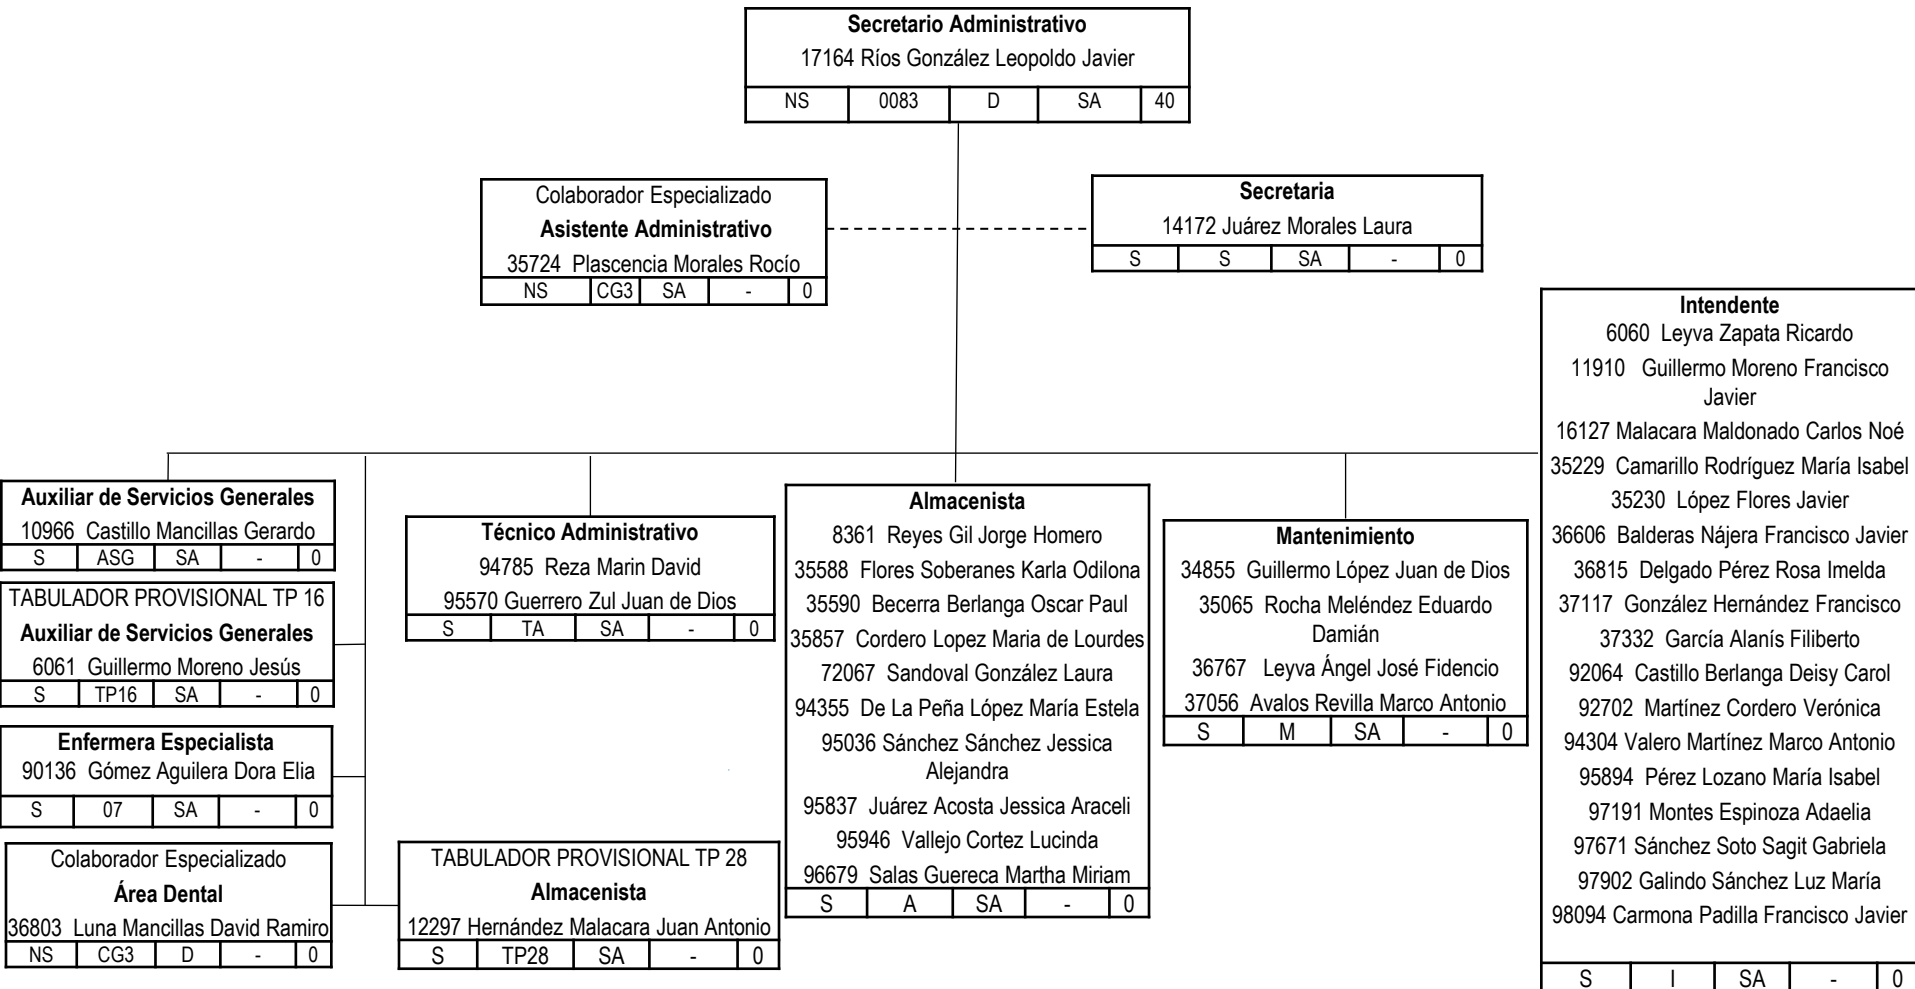 Secretario Administrativo
17164 Ríos González Leopoldo Javier
NS 0083 D SA 40
Colaborador Especializado
Asistente Administrativo
35724 Plascencia Morales Rocío
NS CG3 SA - 0
Secretaria
14172 Juárez Morales Laura
S S SA - 0
Auxiliar de Servicios Generales
10966 Castillo Mancillas Gerardo
S ASG SA - 0
TABULADOR PROVISIONAL TP 16
Auxiliar de Servicios Generales
6061 Guillermo Moreno Jesús
S TP16 SA - 0
Enfermera Especialista
90136 Gómez Aguilera Dora Elia
S 07 SA - 0
Colaborador Especializado
Área Dental
36803 Luna Mancillas David Ramiro
NS CG3 D - 0
Técnico Administrativo
94785 Reza Marin David
95570 Guerrero Zul Juan de Dios
S TA SA - 0
TABULADOR PROVISIONAL TP 28
Almacenista
12297 Hernández Malacara Juan Antonio
S TP28 SA - 0
Almacenista
8361 Reyes Gil Jorge Homero
35588 Flores Soberanes Karla Odilona
35590 Becerra Berlanga Oscar Paul
35857 Cordero Lopez Maria de Lourdes
72067 Sandoval González Laura
94355 De La Peña López María Estela
95036 Sánchez Sánchez Jessica
Alejandra
95837 Juárez Acosta Jessica Araceli
95946 Vallejo Cortez Lucinda
96679 Salas Guereca Martha Miriam
S A SA - 0
Mantenimiento
34855 Guillermo López Juan de Dios
35065 Rocha Meléndez Eduardo
Damián
36767 Leyva Ángel José Fidencio
37056 Avalos Revilla Marco Antonio
S M SA - 0
Intendente
6060 Leyva Zapata Ricardo
11910 Guillermo Moreno Francisco
Javier
16127 Malacara Maldonado Carlos Noé
35229 Camarillo Rodríguez María Isabel
35230 López Flores Javier
36606 Balderas Nájera Francisco Javier
36815 Delgado Pérez Rosa Imelda
37117 González Hernández Francisco
37332 García Alanís Filiberto
92064 Castillo Berlanga Deisy Carol
92702 Martínez Cordero Verónica
94304 Valero Martínez Marco Antonio
95894 Pérez Lozano María Isabel
97191 Montes Espinoza Adaelia
97671 Sánchez Soto Sagit Gabriela
97902 Galindo Sánchez Luz María
98094 Carmona Padilla Francisco Javier
S I SA - 0